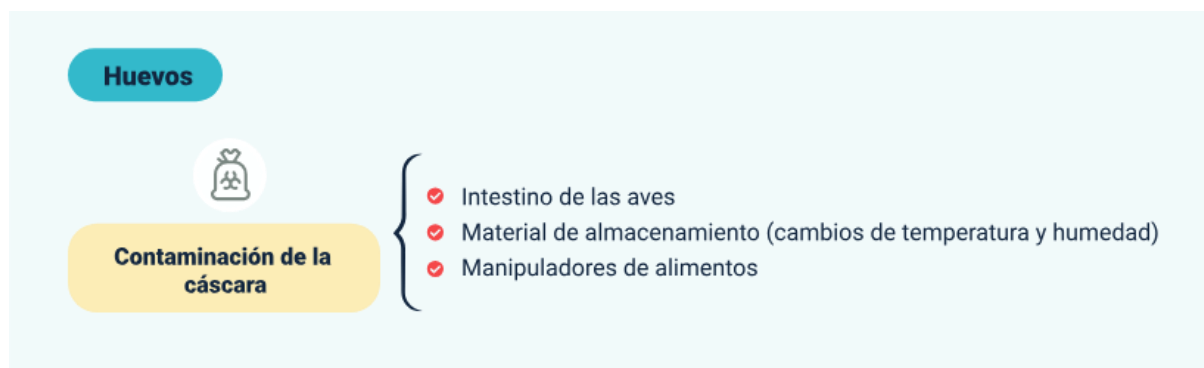 Huevos
Contaminación de la
cáscara
Intestino de las aves
Material de almacenamiento (cambios de temperatura y humedad)
Manipuladores de alimentos